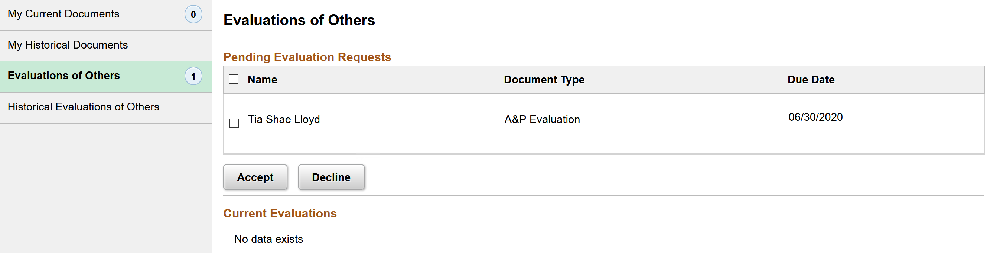 My Current Documents 0
My Historical Documents
Evaluations of Others 1
Historical Evaluations of Others
Evaluations of Others
Pending Evaluation Requests
Name Document Type Due Date
Tia Shae Lloyd A&P Evaluation 06/30/2020
Accept Decline
Current Evaluations
No data exists